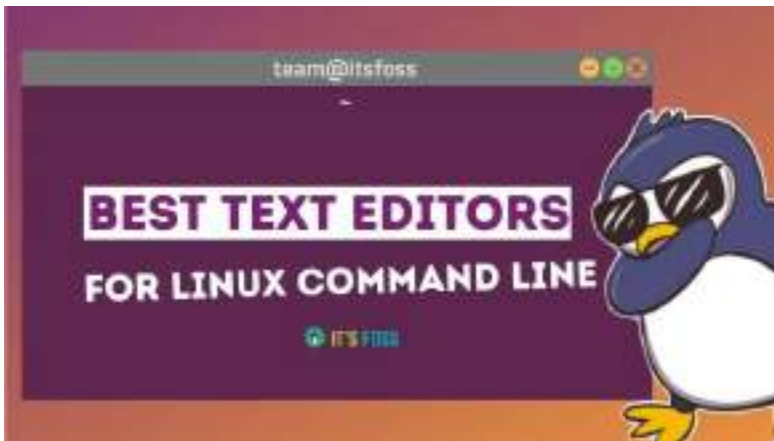 team@itsfoss
~
BEST TEXT EDITORS
FOR LINUX COMMAND LINE
IT'S FOSS